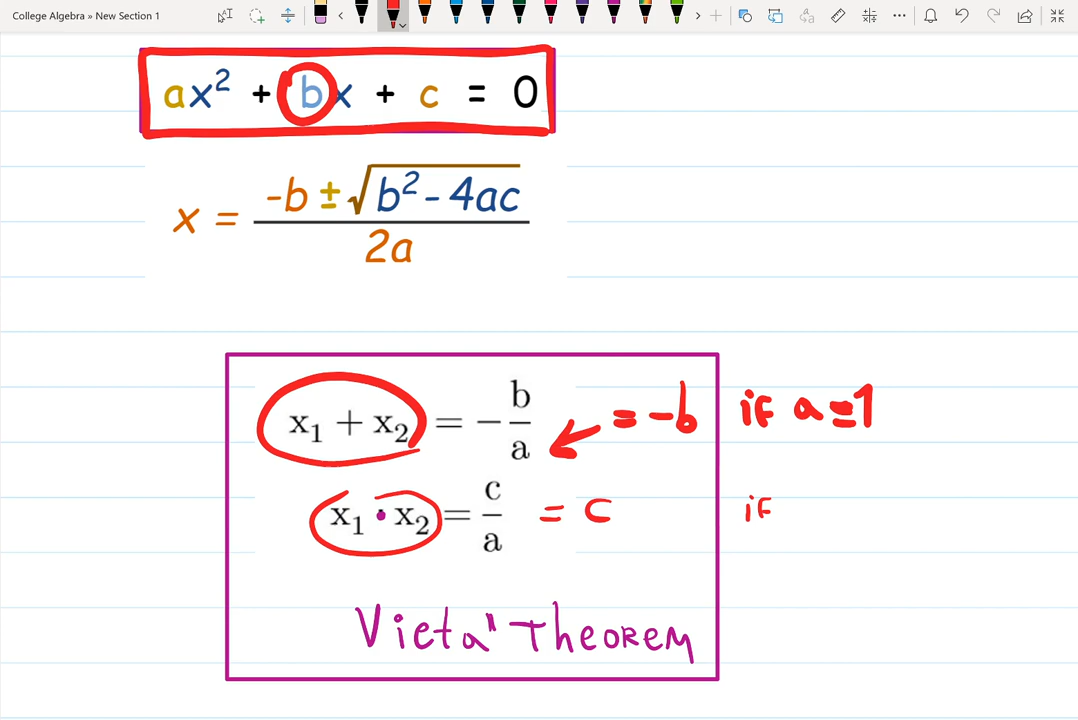 College Algebra » New Section 1
ax² + bx + c = 0
x = -b ± √b² - 4ac / 2a
x₁ + x₂ = - b/a = -b if a = 1
x₁ • x₂ = c/a = c if
Vieta" Theorem